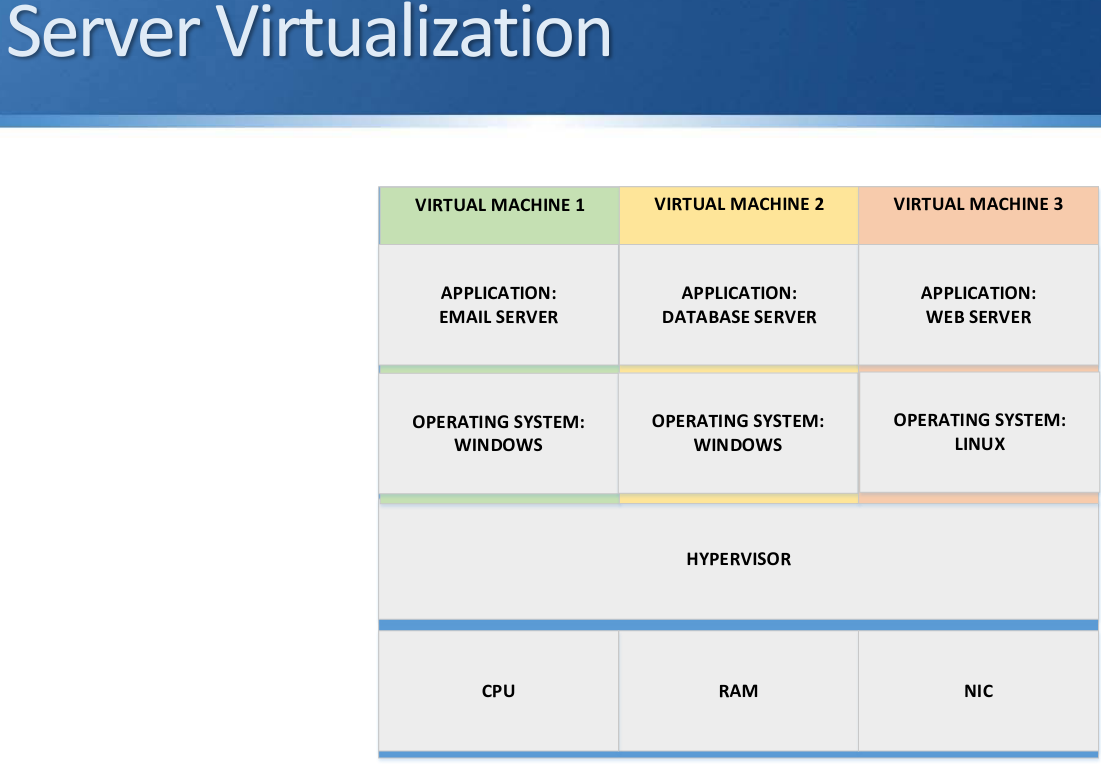 Server Virtualization
VIRTUAL MACHINE 1
VIRTUAL MACHINE 2
VIRTUAL MACHINE 3
APPLICATION:
EMAIL SERVER
APPLICATION:
DATABASE SERVER
APPLICATION:
WEB SERVER
OPERATING SYSTEM:
WINDOWS
OPERATING SYSTEM:
WINDOWS
OPERATING SYSTEM:
LINUX
HYPERVISOR
CPU
RAM
NIC